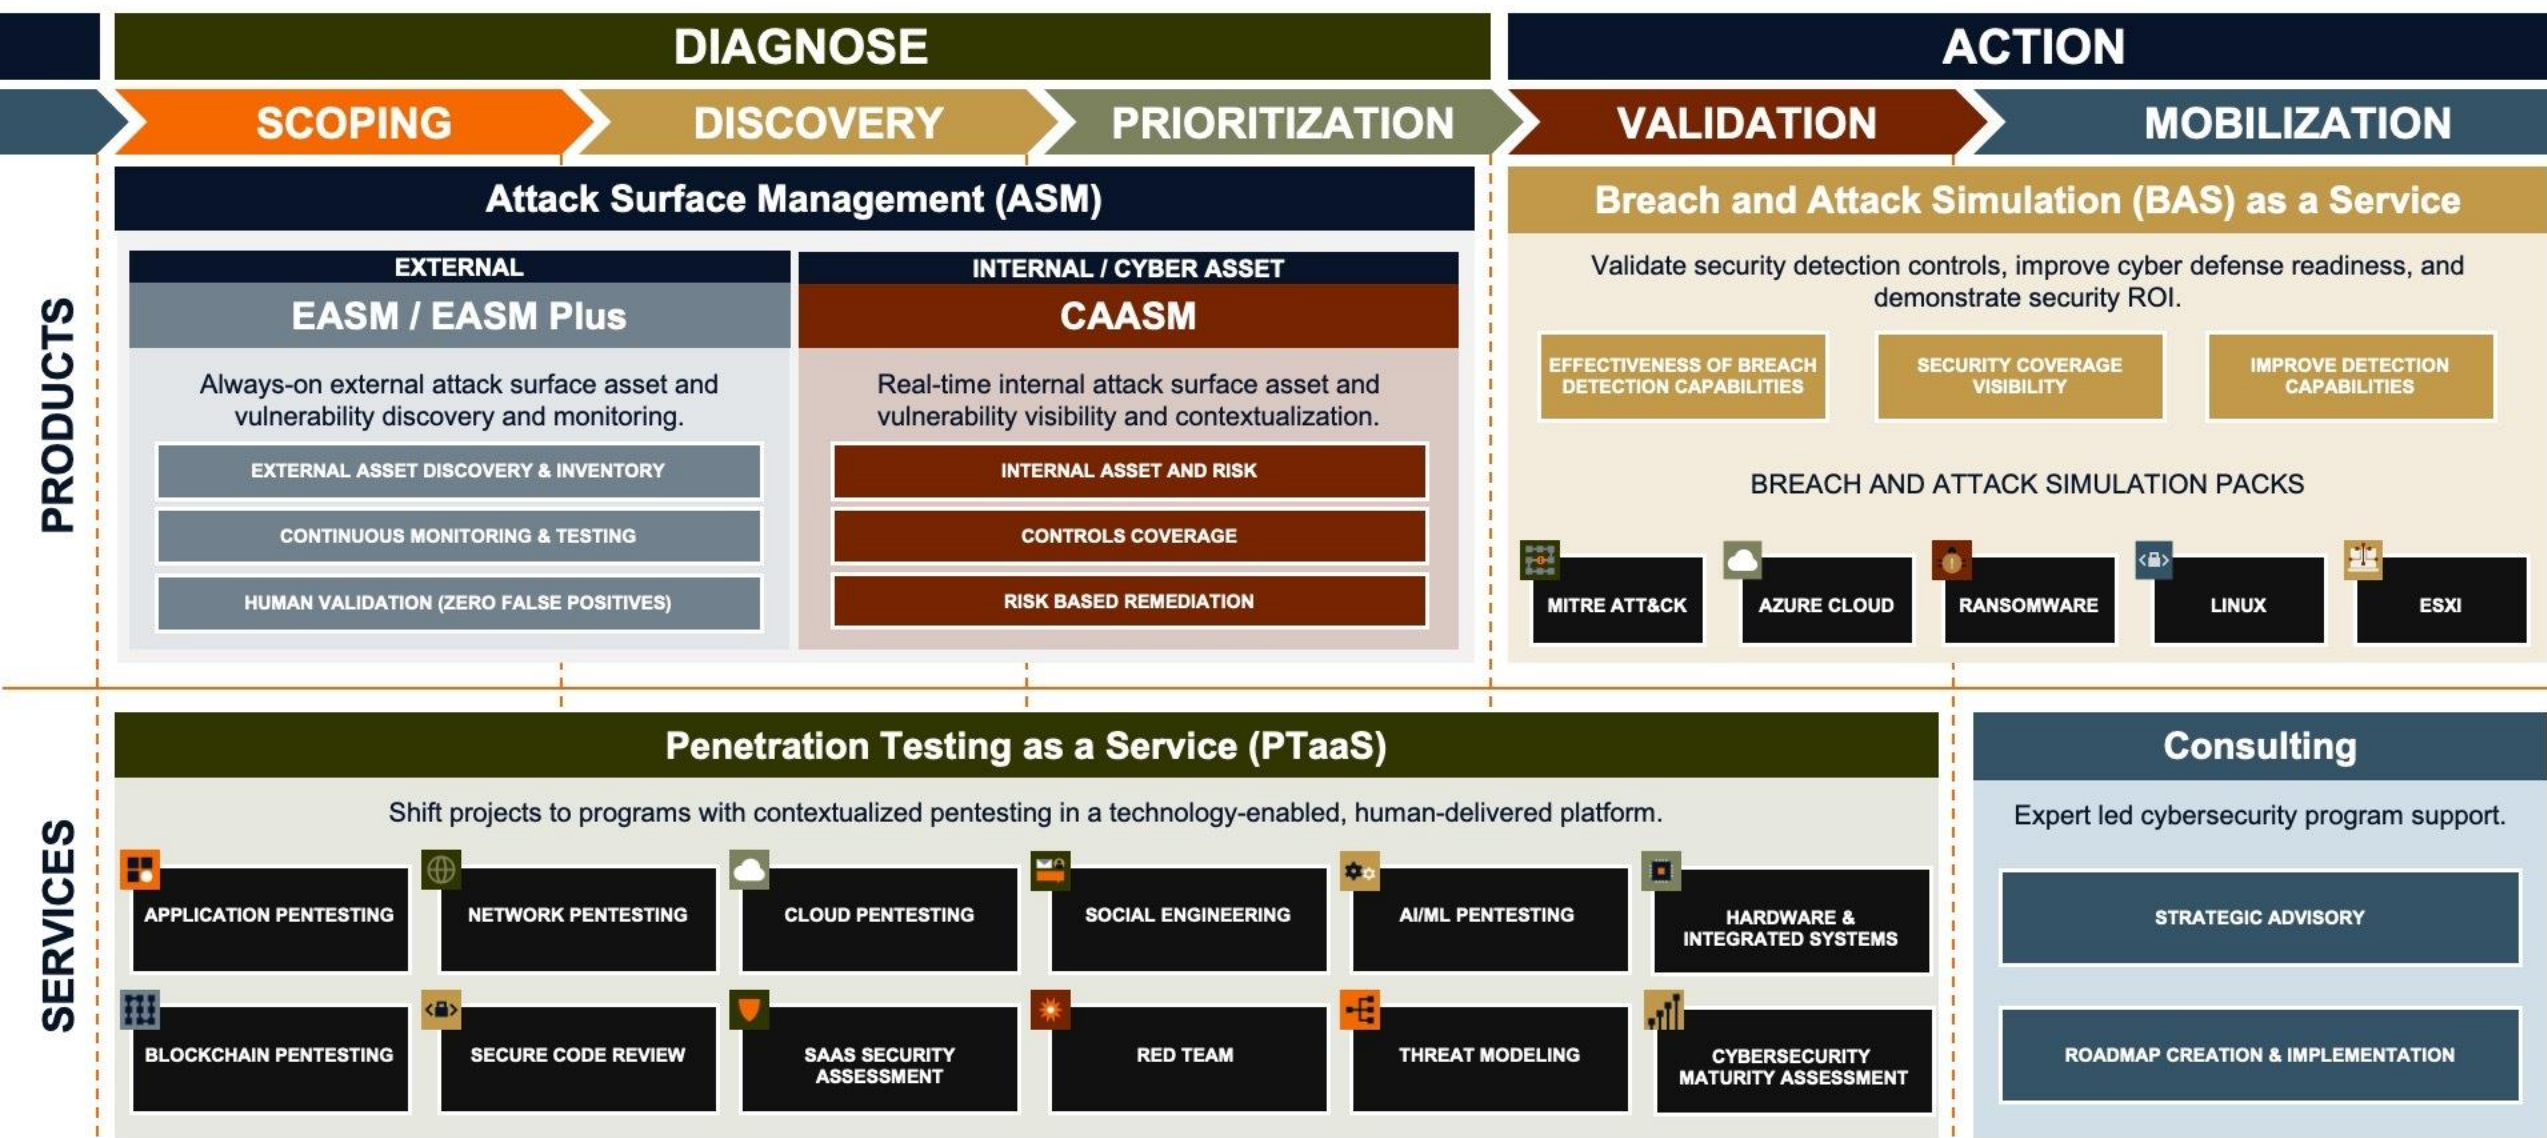 DIAGNOSE
ACTION
SCOPING
DISCOVERY
PRIORITIZATION
VALIDATION
MOBILIZATION
PRODUCTS
Attack Surface Management (ASM)
EXTERNAL
EASM / EASM Plus
Always-on external attack surface asset and
vulnerability discovery and monitoring.
EXTERNAL ASSET DISCOVERY & INVENTORY
CONTINUOUS MONITORING & TESTING
HUMAN VALIDATION (ZERO FALSE POSITIVES)
INTERNAL / CYBER ASSET
CAASM
Real-time internal attack surface asset and
vulnerability visibility and contextualization.
INTERNAL ASSET AND RISK
CONTROLS COVERAGE
RISK BASED REMEDIATION
Breach and Attack Simulation (BAS) as a Service
Validate security detection controls, improve cyber defense readiness, and
demonstrate security ROI.
EFFECTIVENESS OF BREACH
DETECTION CAPABILITIES
SECURITY COVERAGE
VISIBILITY
IMPROVE DETECTION
CAPABILITIES
BREACH AND ATTACK SIMULATION PACKS
MITRE ATT&CK
AZURE CLOUD
RANSOMWARE
LINUX
ESXI
SERVICES
Penetration Testing as a Service (PTaaS)
Shift projects to programs with contextualized pentesting in a technology-enabled, human-delivered platform.
APPLICATION PENTESTING
NETWORK PENTESTING
CLOUD PENTESTING
SOCIAL ENGINEERING
AI/ML PENTESTING
HARDWARE &
INTEGRATED SYSTEMS
BLOCKCHAIN PENTESTING
SECURE CODE REVIEW
SAAS SECURITY
ASSESSMENT
RED TEAM
THREAT MODELING
CYBERSECURITY
MATURITY ASSESSMENT
Consulting
Expert led cybersecurity program support.
STRATEGIC ADVISORY
ROADMAP CREATION & IMPLEMENTATION